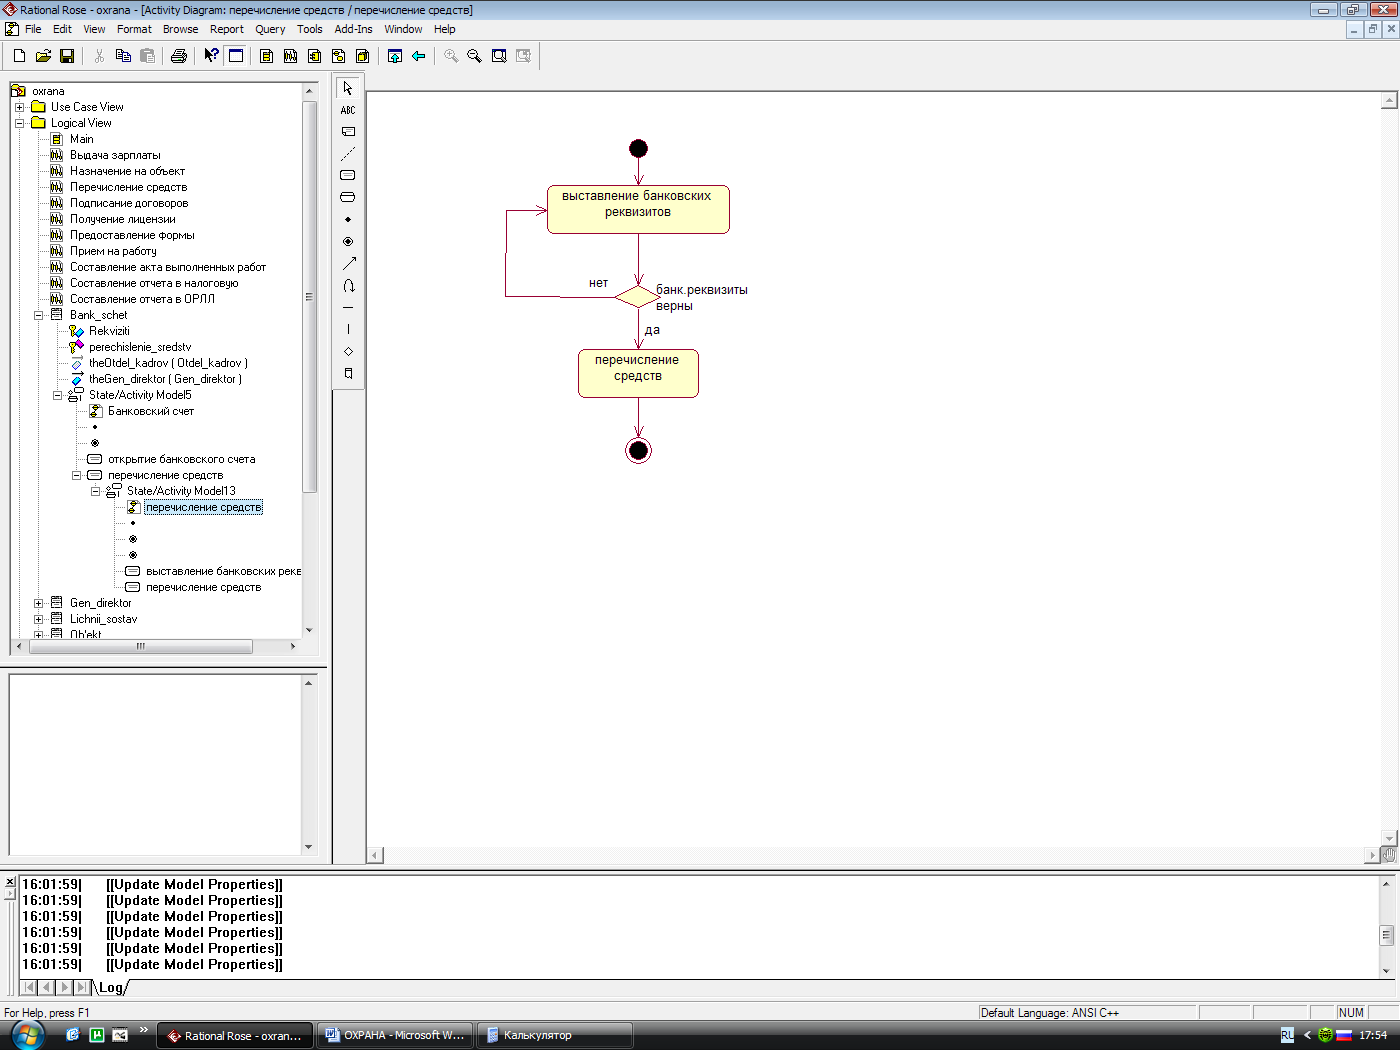 Rational Rose - oxrana - [Activity Diagram: перечисление средств / перечисление средств]
File Edit View Format Browse Report Query Tools Add-Ins Window Help
oxrana
Use Case View
Logical View
Main
Выдача зарплаты
Назначение на объект
Перечисление средств
Подписание договоров
Получение лицензии
Предоставление формы
Прием на работу
Составление акта выполненных работ
Составление отчета в налоговую
Составление отчета в ОРЛЛ
Bank_schet
Rekviziti
perechislenie_sredstv
theOtdel_kadrov ( Otdel_kadrov )
theGen_direktor ( Gen_direktor )
State/Activity Model5
Банковский счет
открытие банковского счета
перечисление средств
State/Activity Model13
перечисление средств
выставление банковских рекв
перечисление средств
Gen_direktor
Lichnii_sostav
Ob'ekt
ABC
выставление банковских
реквизитов
нет
банк.реквизиты
верны
да
перечисление
средств
16:01:59| [[Update Model Properties]]
16:01:59| [[Update Model Properties]]
16:01:59| [[Update Model Properties]]
16:01:59| [[Update Model Properties]]
16:01:59| [[Update Model Properties]]
16:01:59| [[Update Model Properties]]
Log
For Help, press F1
Default Language: ANSI C++
NUM
Rational Rose - oxran...
ОХРАНА - Microsoft W...
Калькулятор
RL
17:54